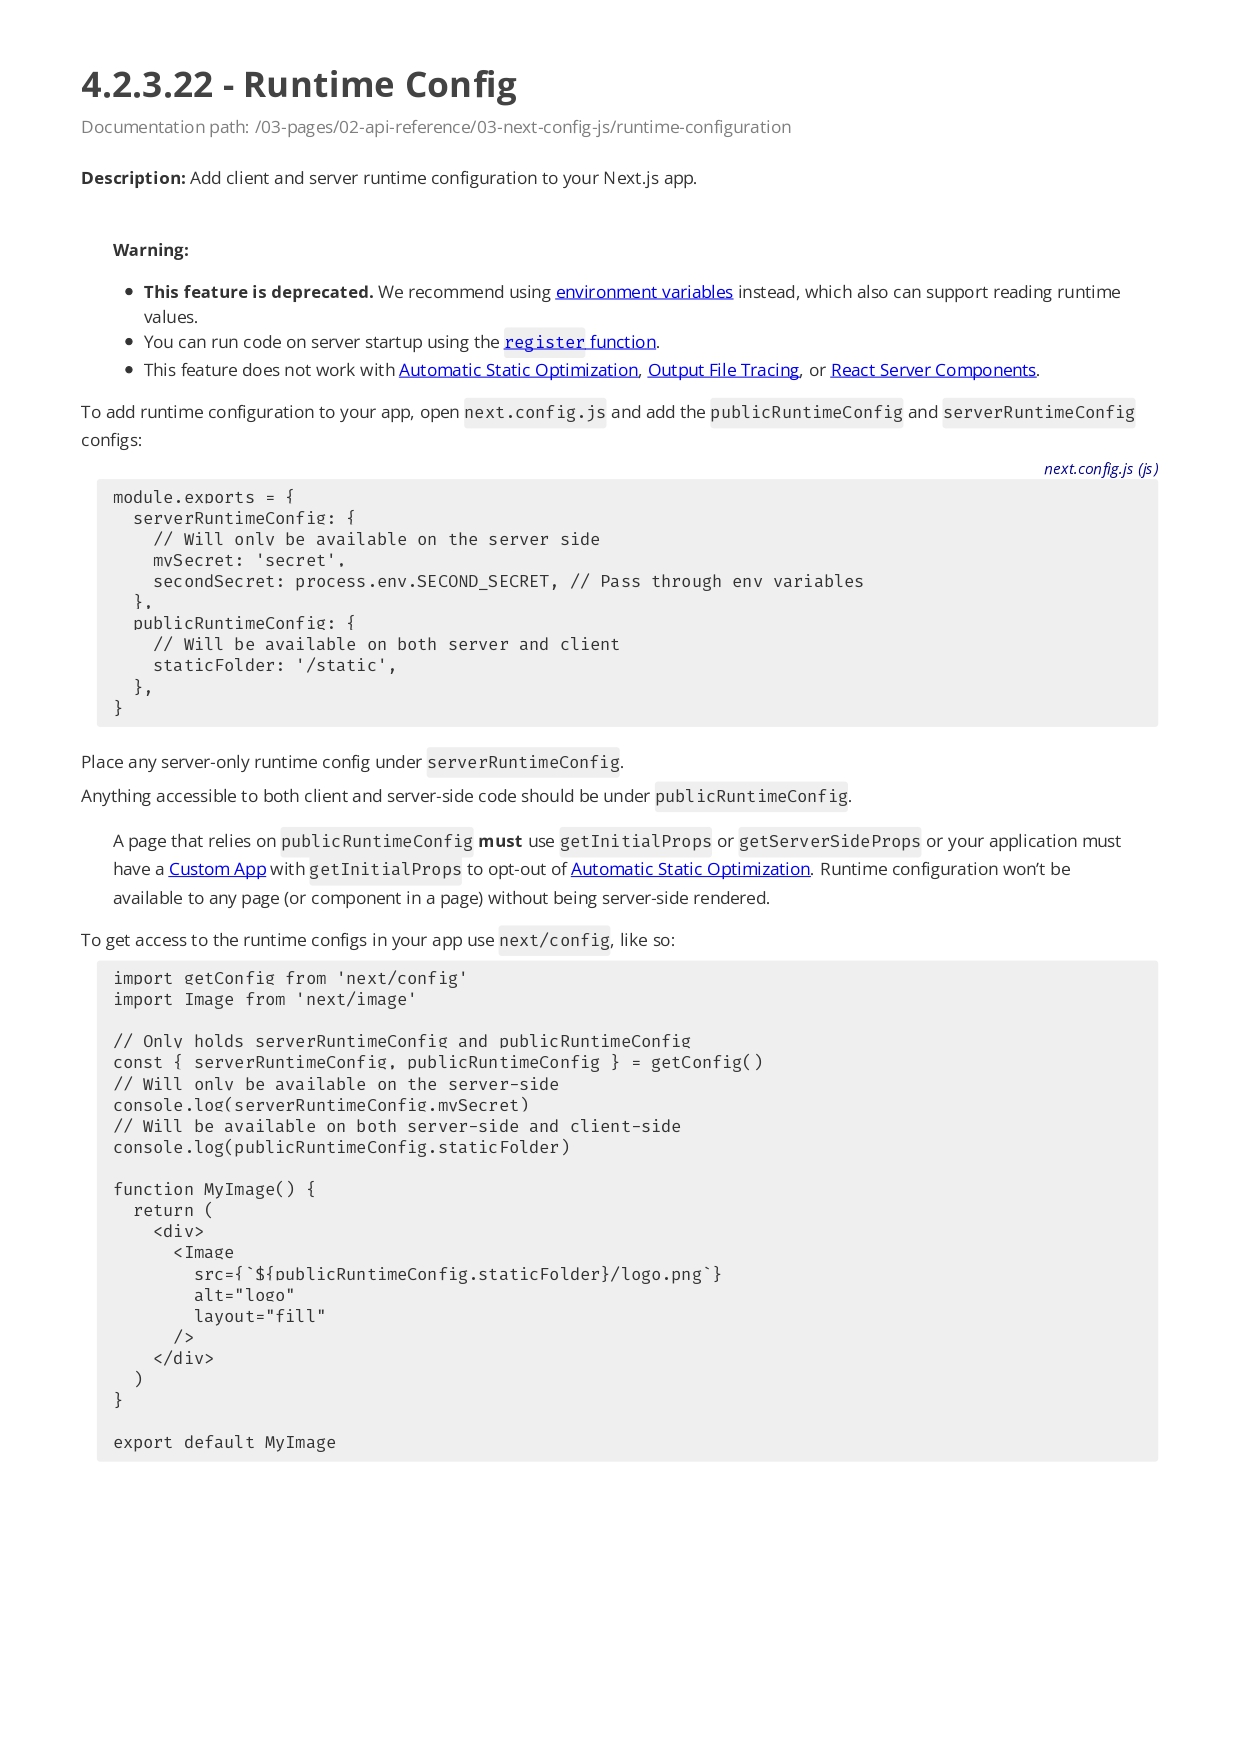 4.2.3.22 - Runtime Config
Documentation path: /03-pages/02-api-reference/03-next-config-js/runtime-configuration
Description: Add client and server runtime configuration to your Next.js app.
Warning:
• This feature is deprecated. We recommend using environment variables instead, which also can support reading runtime
values.
• You can run code on server startup using the register function.
• This feature does not work with Automatic Static Optimization, Output File Tracing, or React Server Components.
To add runtime configuration to your app, open next.config.js and add the publicRuntimeConfig and serverRuntimeConfig
configs:
next.config.js (js)
module.exports = {
  serverRuntimeConfig: {
    // Will only be available on the server side
    mySecret: 'secret',
    secondSecret: process.env.SECOND_SECRET, // Pass through env variables
  },
  publicRuntimeConfig: {
    // Will be available on both server and client
    staticFolder: '/static',
  },
}
Place any server-only runtime config under serverRuntimeConfig.
Anything accessible to both client and server-side code should be under publicRuntimeConfig.
A page that relies on publicRuntimeConfig must use getInitialProps or getServerSideProps or your application must
have a Custom App with getInitialProps to opt-out of Automatic Static Optimization. Runtime configuration won’t be
available to any page (or component in a page) without being server-side rendered.
To get access to the runtime configs in your app use next/config, like so:
import getConfig from 'next/config'
import Image from 'next/image'

// Only holds serverRuntimeConfig and publicRuntimeConfig
const { serverRuntimeConfig, publicRuntimeConfig } = getConfig()
// Will only be available on the server-side
console.log(serverRuntimeConfig.mySecret)
// Will be available on both server-side and client-side
console.log(publicRuntimeConfig.staticFolder)

function MyImage() {
  return (
    <div>
      <Image
        src={`${publicRuntimeConfig.staticFolder}/logo.png`}
        alt="logo"
        layout="fill"
      />
    </div>
  )
}

export default MyImage